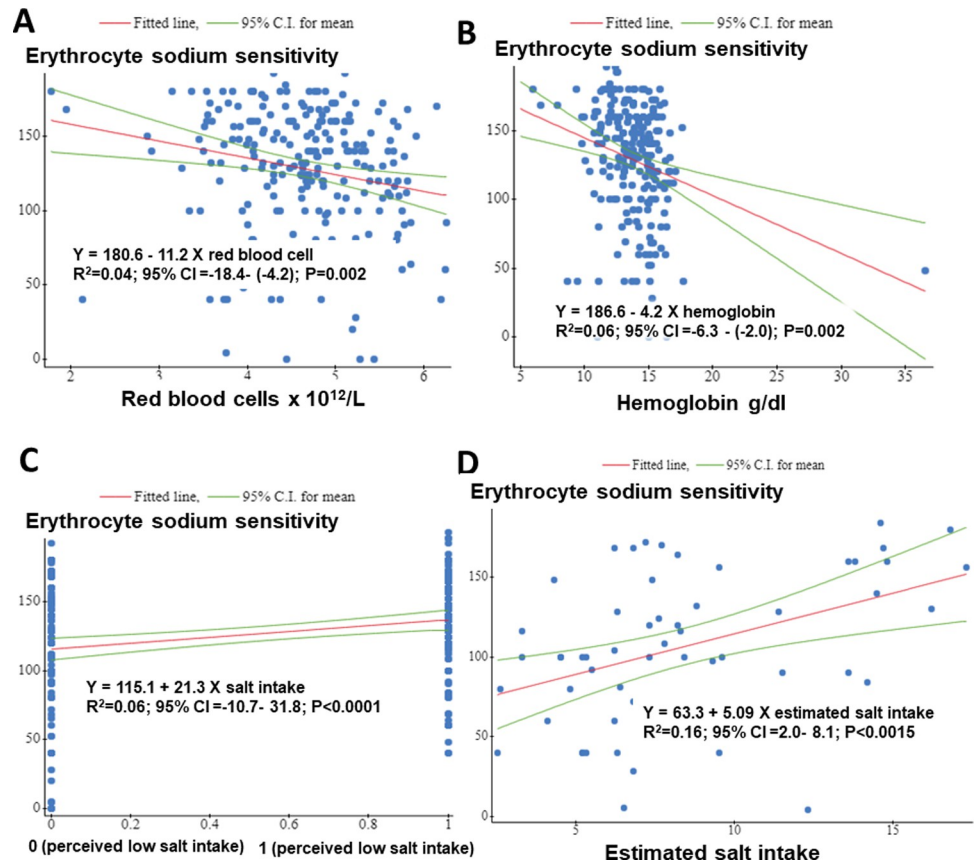 A
Fitted line, 95% C.I. for mean
Erythrocyte sodium sensitivity
150
100
50
0
2 3 4 5 6
Y = 180.6 - 11.2 X red blood cell
R²=0.04; 95% CI =-18.4- (-4.2); P=0.002
Red blood cells x 10¹²/L
B
Fitted line, 95% C.I. for mean
Erythrocyte sodium sensitivity
150
100
50
0
5 10 15 20 25 30 35
Y = 186.6 - 4.2 X hemoglobin
R²=0.06; 95% CI =-6.3 - (-2.0); P=0.002
Hemoglobin g/dl
C
Fitted line, 95% C.I. for mean
Erythrocyte sodium sensitivity
150
100
50
0
Y = 115.1 + 21.3 X salt intake
R²=0.06; 95% CI =-10.7- 31.8; P<0.0001
0 0.2 0.4 0.6 0.8 1
0 (perceived low salt intake) 1 (perceived low salt intake)
D
Fitted line, 95% C.I. for mean
Erythrocyte sodium sensitivity
150
100
50
0
Y = 63.3 + 5.09 X estimated salt intake
R²=0.16; 95% CI =2.0- 8.1; P<0.0015
5 10 15
Estimated salt intake